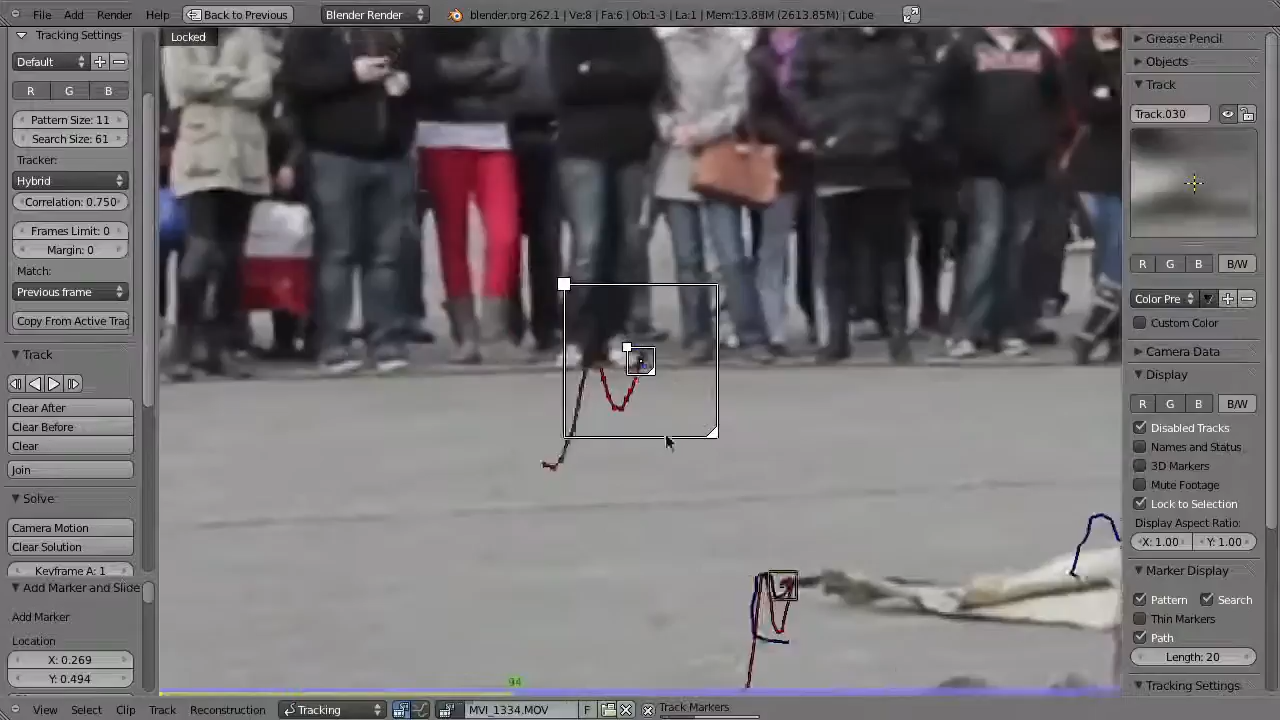 File Add Render Help Back to Previous Blender Render blender.org 262.1 | Ve:8 | Fa:6 | Ob:1-3 | La:1 | Mem:13.88M (2613.85M) | Cube
Tracking Settings
Default
R G B
Pattern Size: 11
Search Size: 61
Tracker:
Hybrid
Correlation: 0.750
Frames Limit: 0
Margin: 0
Match:
Previous frame
Copy From Active Trac
Track
Clear After
Clear Before
Clear
Join
Solve
Camera Motion
Clear Solution
Keyframe A: 1
Add Marker and Slide
Add Marker
Location
X: 0.269
Y: 0.494
Locked
94
Grease Pencil
Objects
Track
Track.030
R G B B/W
Color Pre
Custom Color
Camera Data
Display
R G B B/W
Disabled Tracks
Names and Status
3D Markers
Mute Footage
Lock to Selection
Display Aspect Ratio:
X: 1.00 Y: 1.00
Marker Display
Pattern Search
Thin Markers
Path
Length: 20
Tracking Settings
View Select Clip Track Reconstruction Tracking MVI_1334.MOV F Track Markers